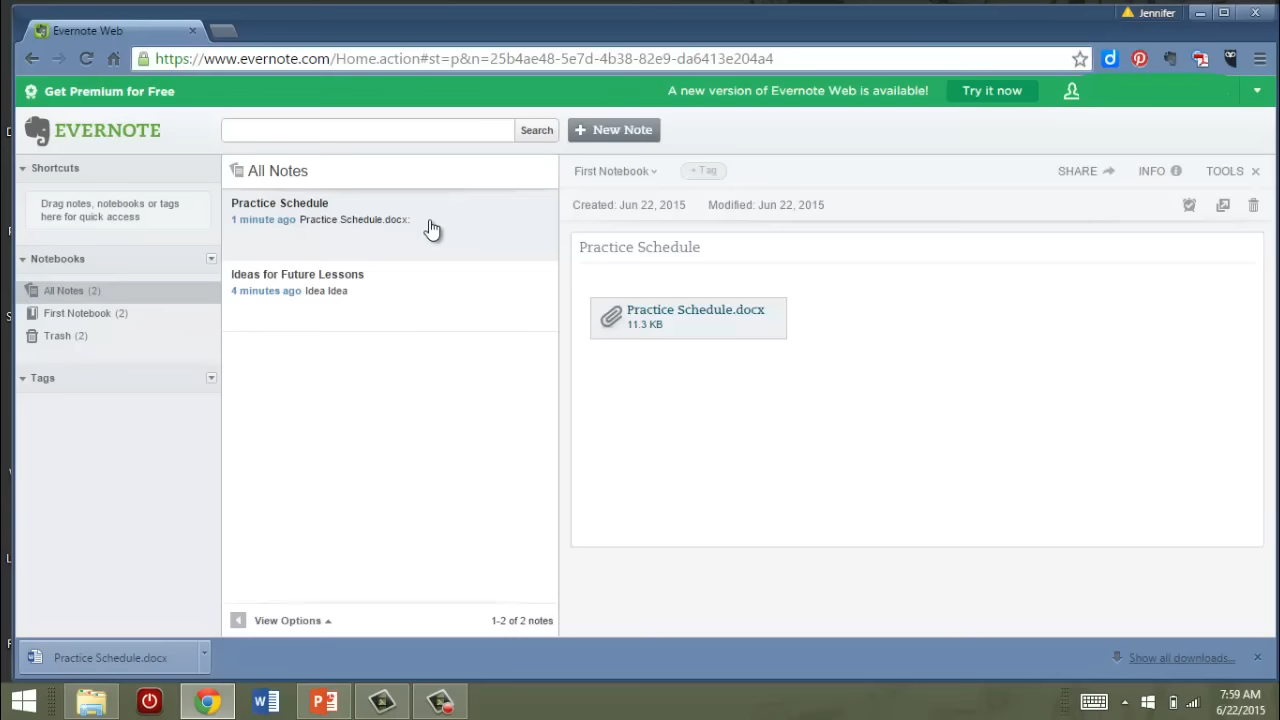 Jennifer
Evernote Web
https://www.evernote.com/Home.action#st=p&n=25b4ae48-5e7d-4b38-82e9-da6413e204a4
Get Premium for Free
A new version of Evernote Web is available!
Try it now
EVERNOTE
Search
+ New Note
Shortcuts
Drag notes, notebooks or tags
here for quick access
Notebooks
All Notes (2)
First Notebook (2)
Trash (2)
Tags
All Notes
Practice Schedule
1 minute ago Practice Schedule.docx:
Ideas for Future Lessons
4 minutes ago Idea Idea
View Options
1-2 of 2 notes
First Notebook
+ Tag
SHARE
INFO
TOOLS
Created: Jun 22, 2015
Modified: Jun 22, 2015
Practice Schedule
Practice Schedule.docx
11.3 KB
Practice Schedule.docx
Show all downloads...
7:59 AM
6/22/2015